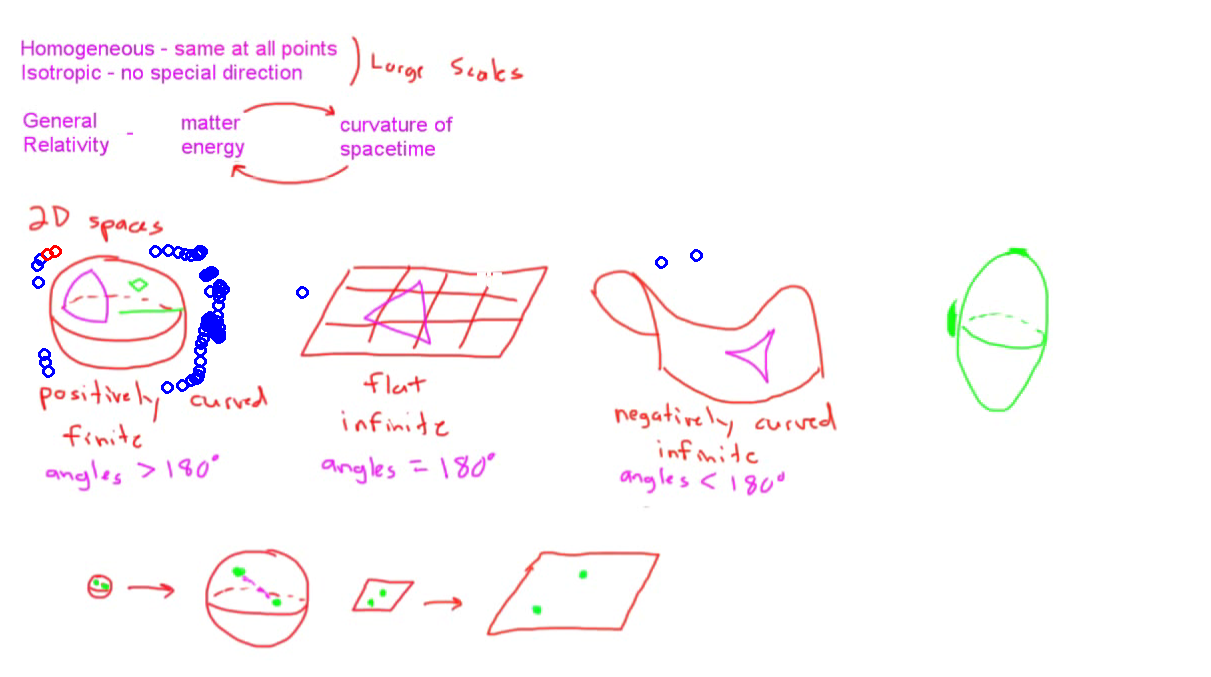 Homogeneous - same at all points
Isotropic - no special direction
) Large Scales
General Relativity -
matter energy
curvature of spacetime
2D spaces
positively curved
finite
angles > 180°
flat
infinite
angles = 180°
negatively curved
infinite
angles < 180°